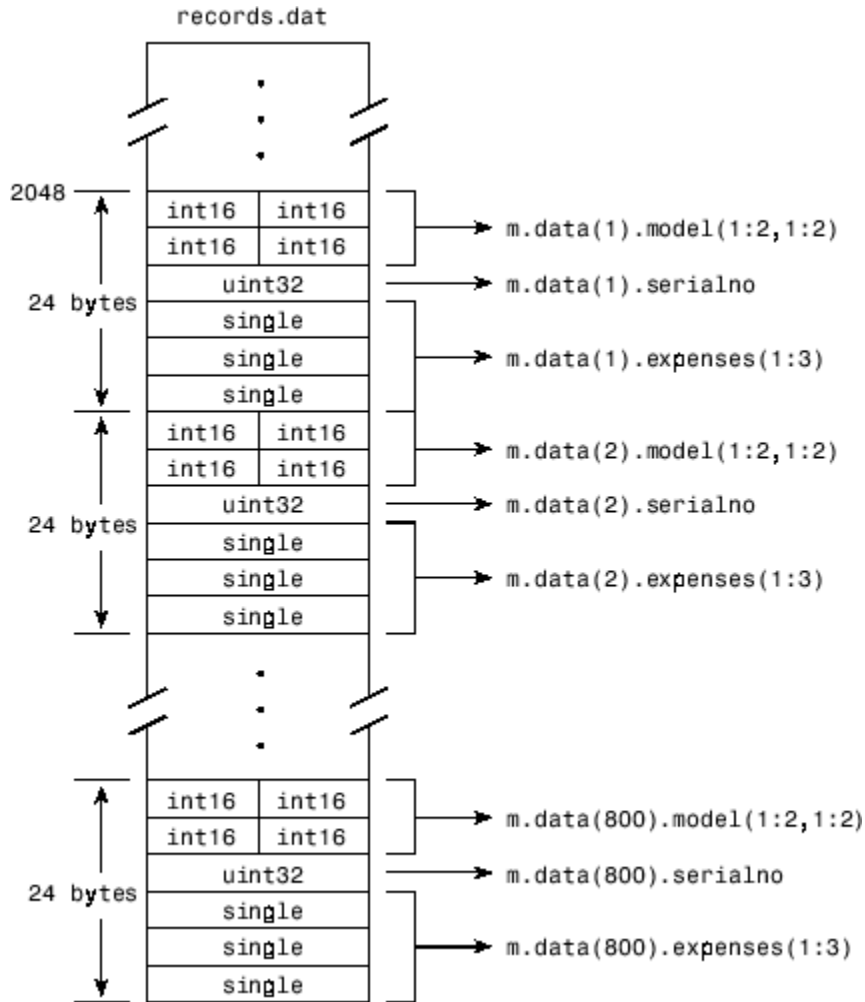 records.dat
2048
int16 int16
int16 int16
m.data(1).model(1:2,1:2)
uint32
m.data(1).serialno
24 bytes
single
single
m.data(1).expenses(1:3)
single
int16 int16
int16 int16
m.data(2).model(1:2,1:2)
uint32
m.data(2).serialno
24 bytes
single
single
m.data(2).expenses(1:3)
single
int16 int16
int16 int16
m.data(800).model(1:2,1:2)
uint32
m.data(800).serialno
24 bytes
single
single
m.data(800).expenses(1:3)
single